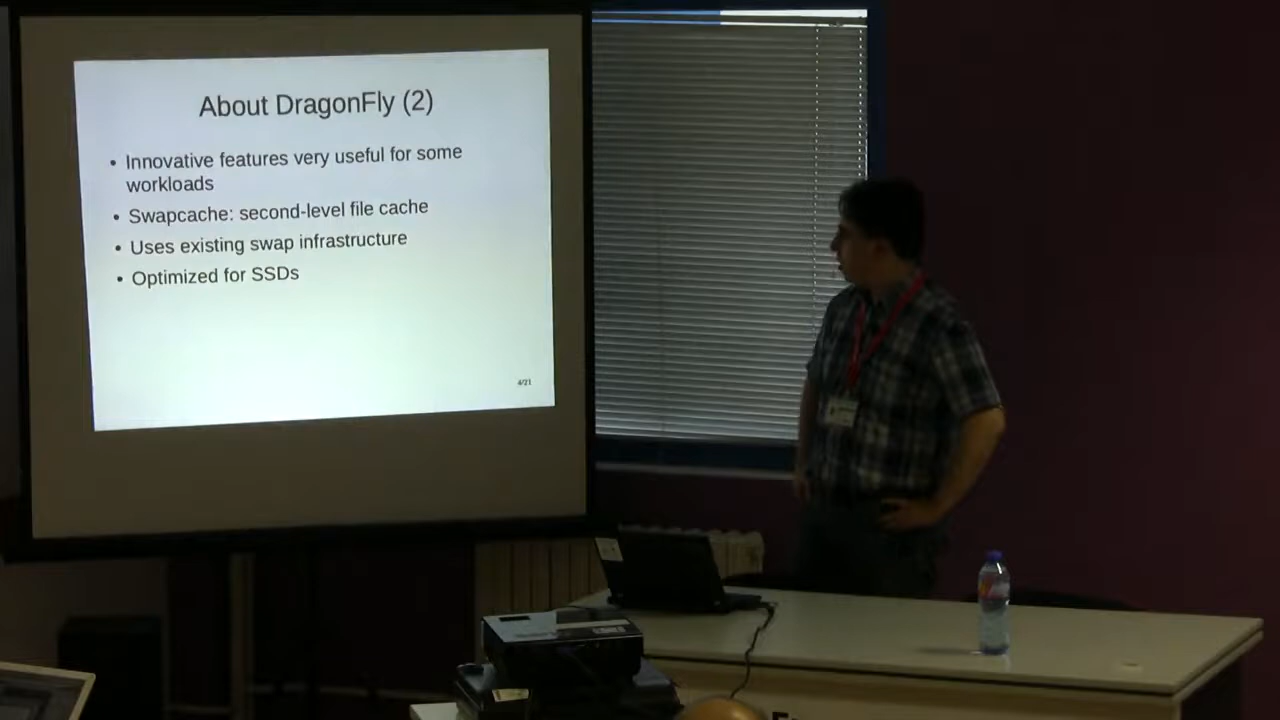 About DragonFly (2)
• Innovative features very useful for some
workloads
• Swapcache: second-level file cache
• Uses existing swap infrastructure
• Optimized for SSDs
4/21